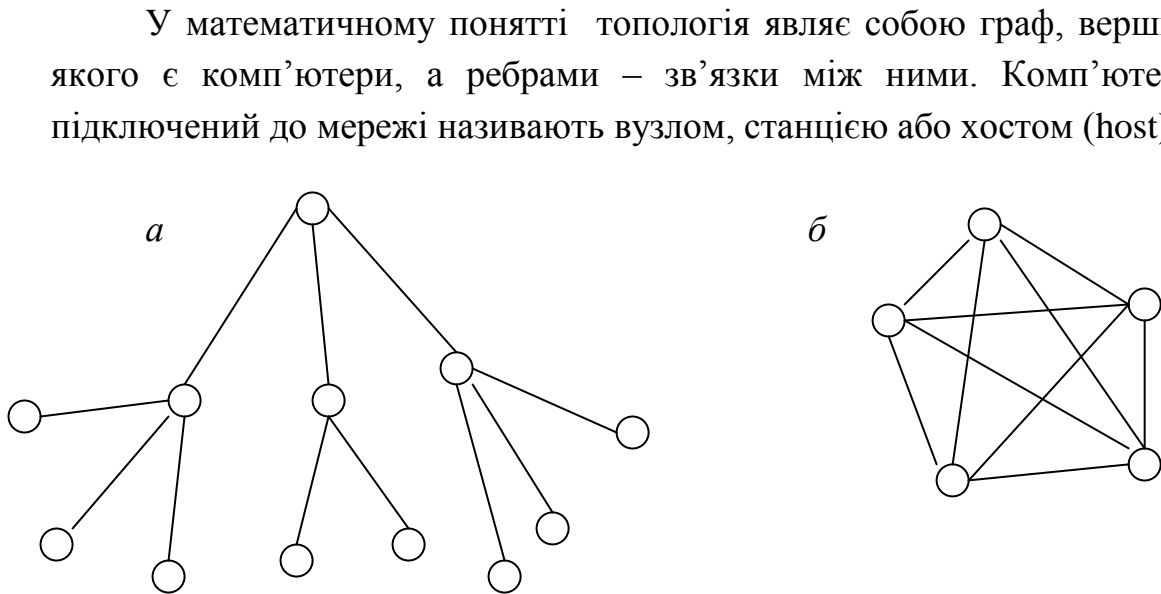 У математичному понятті топологія являє собою граф, верш
якого є комп’ютери, а ребрами – зв’язки між ними. Комп’юте
підключений до мережі називають вузлом, станцією або хостом (host)
а
б